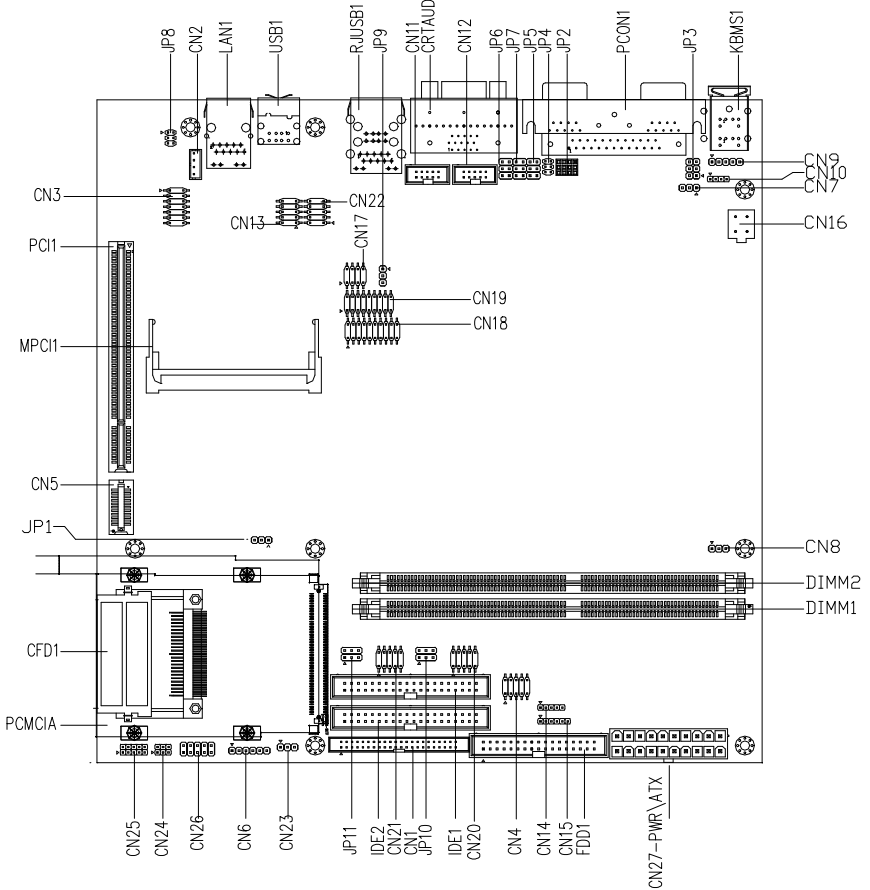 JP8
CN2
LAN1
USB1
RJUSB1
JP9
CN11
CRTAUD
CN12
JP6
JP7
JP5
JP4
JP2
PCON1
JP3
KBMS1
CN9
CN10
CN7
CN3
CN22
CN13
CN16
CN17
PCI1
CN19
CN18
MPCI1
CN5
JP1
CN8
DIMM2
DIMM1
CFD1
PCMCIA
CN25
CN24
CN26
CN6
CN23
JP11
IDE2
CN21
CN1
JP10
IDE1
CN20
CN4
CN14
CN15
FDD1
CN27-PWR\ATX